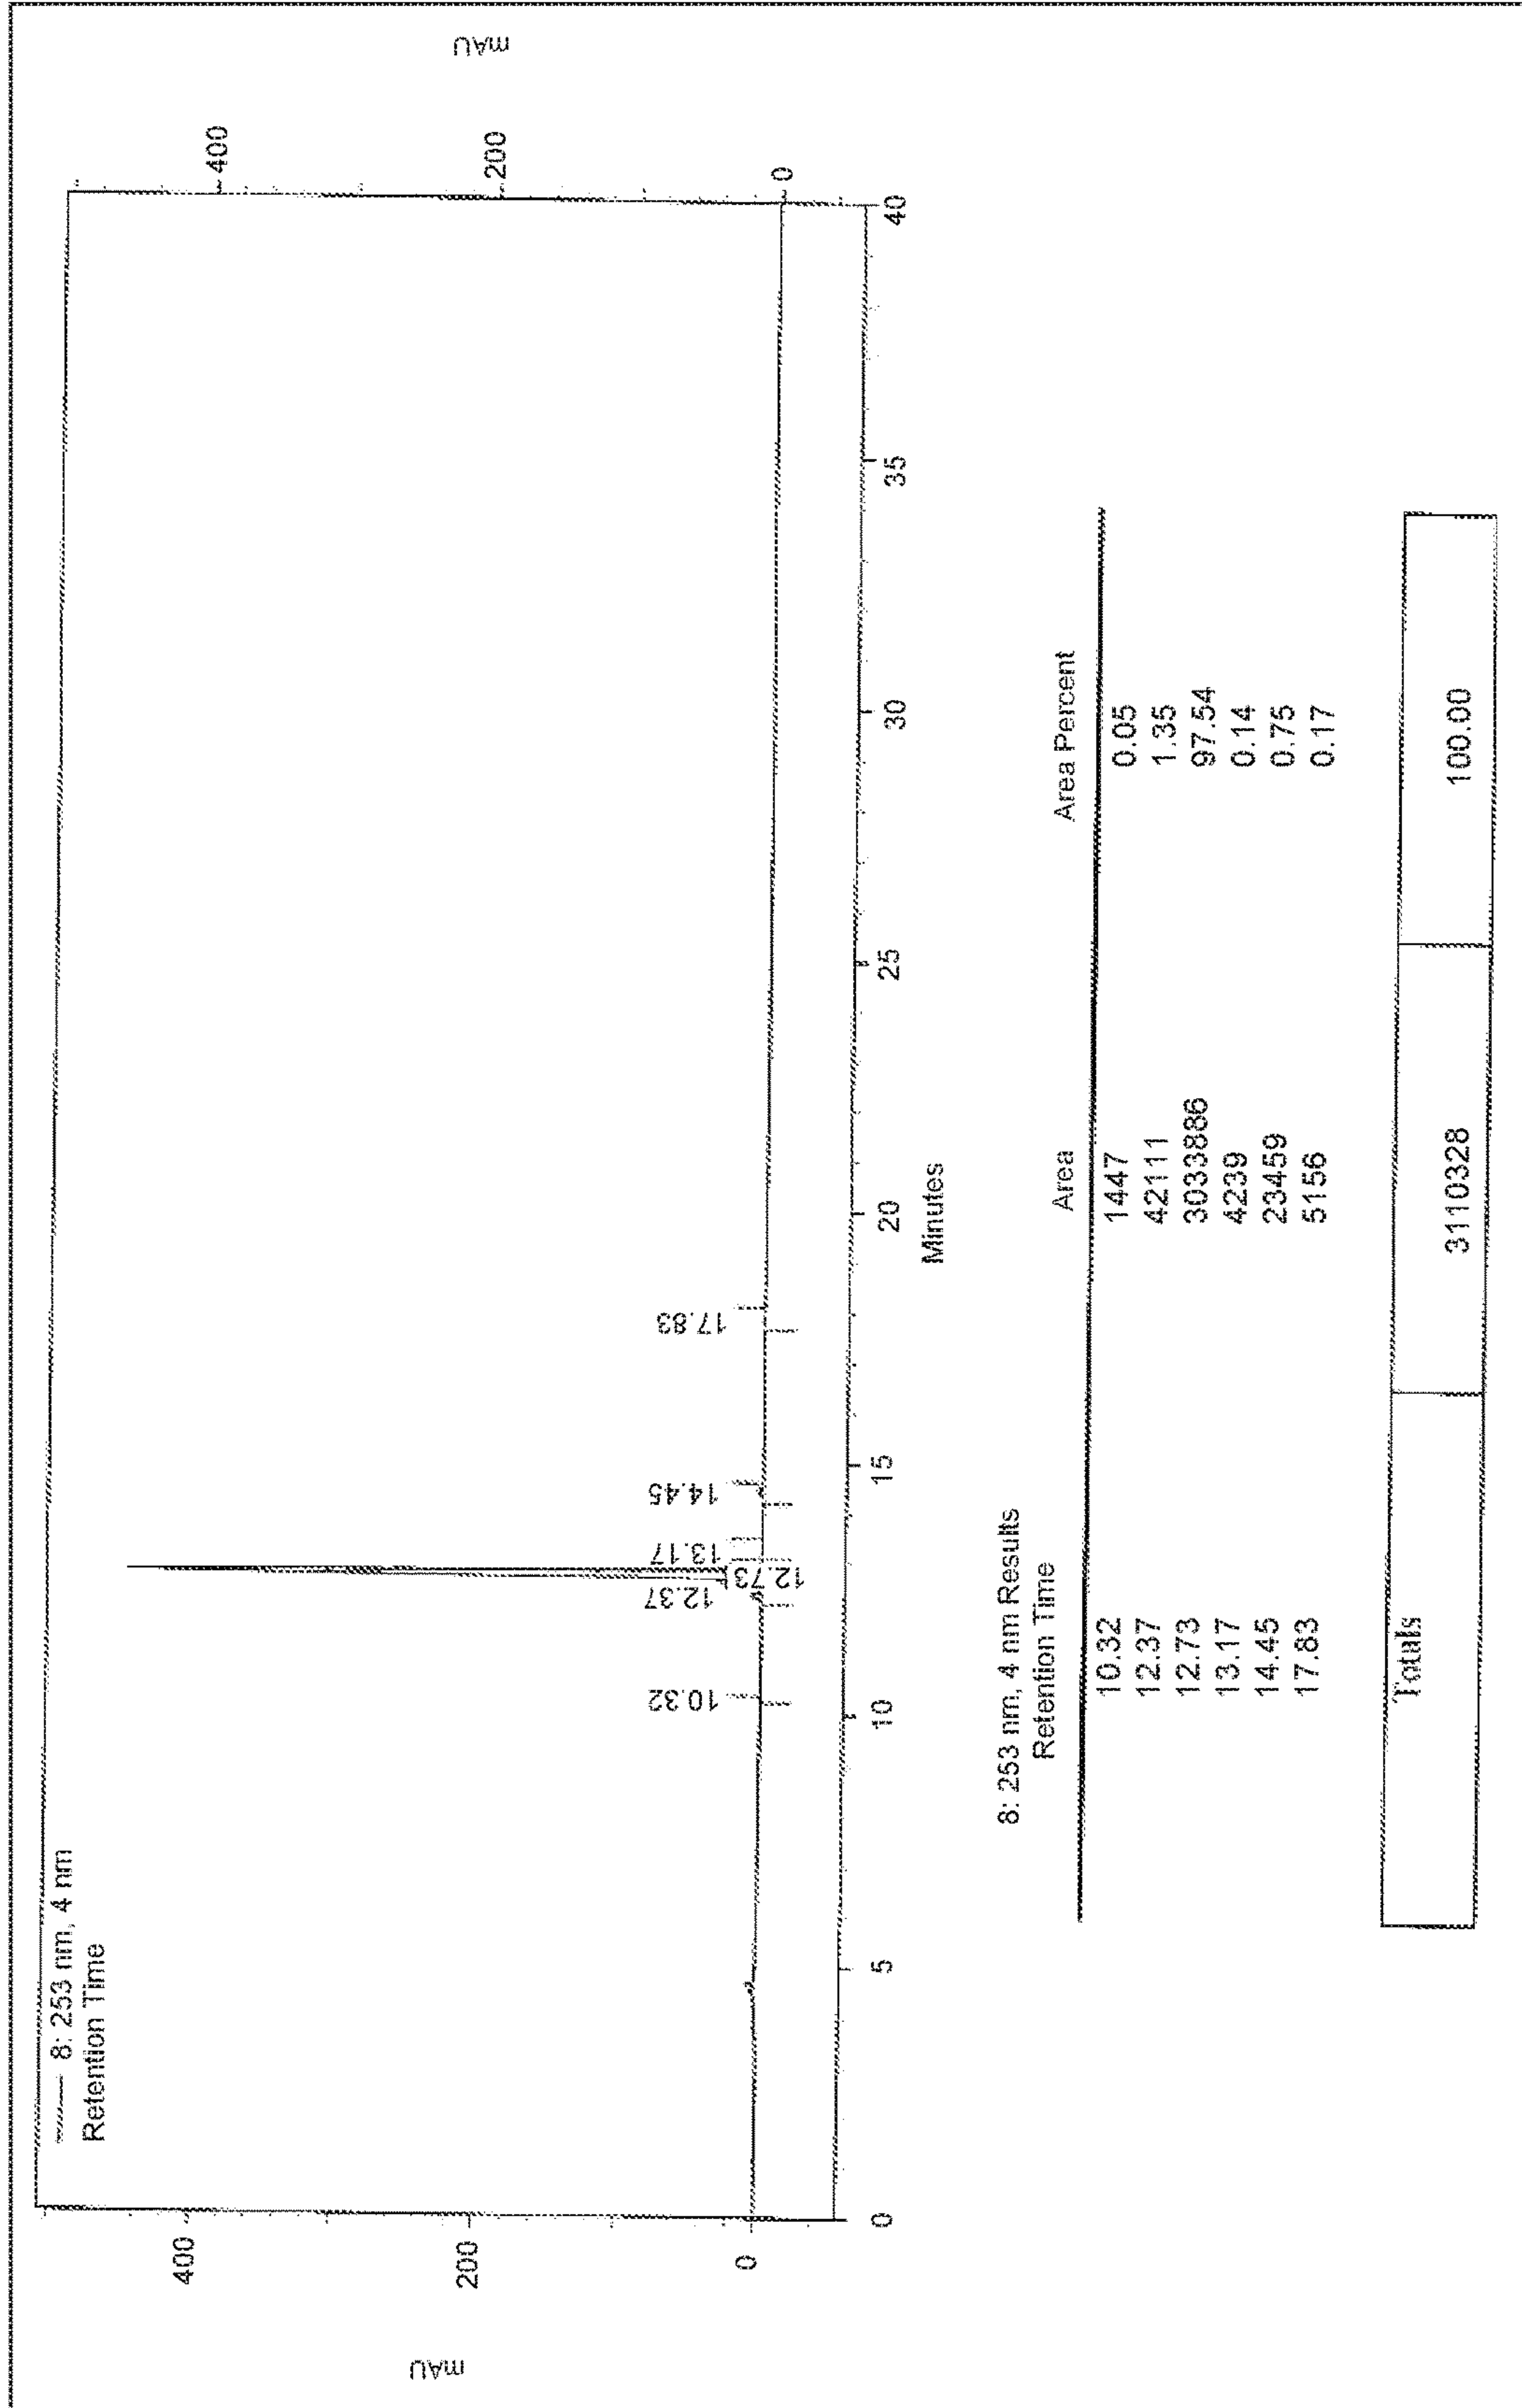 8: 253 nm, 4 nm
Retention Time
mAU
400
200
0
mAU
400
200
0
10.32
12.37
12.73
13.17
14.45
17.83
0 5 10 15 20 25 30 35 40
Minutes
8: 253 nm, 4 nm Results
Retention Time Area Area Percent
10.32 1447 0.05
12.37 42111 1.35
12.73 3033886 97.54
13.17 4239 0.14
14.45 23459 0.75
17.83 5156 0.17
Totals 3110328 100.00